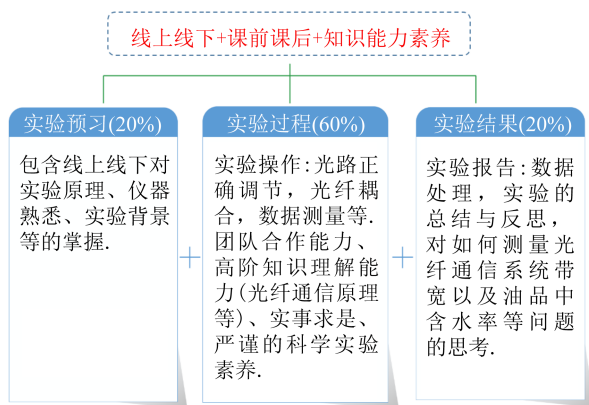 线上线下+课前课后+知识能力素养
实验预习(20%)
包含线上线下对
实验原理、仪器
熟悉、实验背景
等的掌握.
实验过程(60%)
实验操作:光路正
确调节，光纤耦
合，数据测量等.
团队合作能力、
高阶知识理解能
力(光纤通信原理
等)、实事求是、
严谨的科学实验
素养.
实验结果(20%)
实验报告:数据
处理，实验的
总结与反思，
对如何测量光
纤通信系统带
宽以及油品中
含水率等问题
的思考.